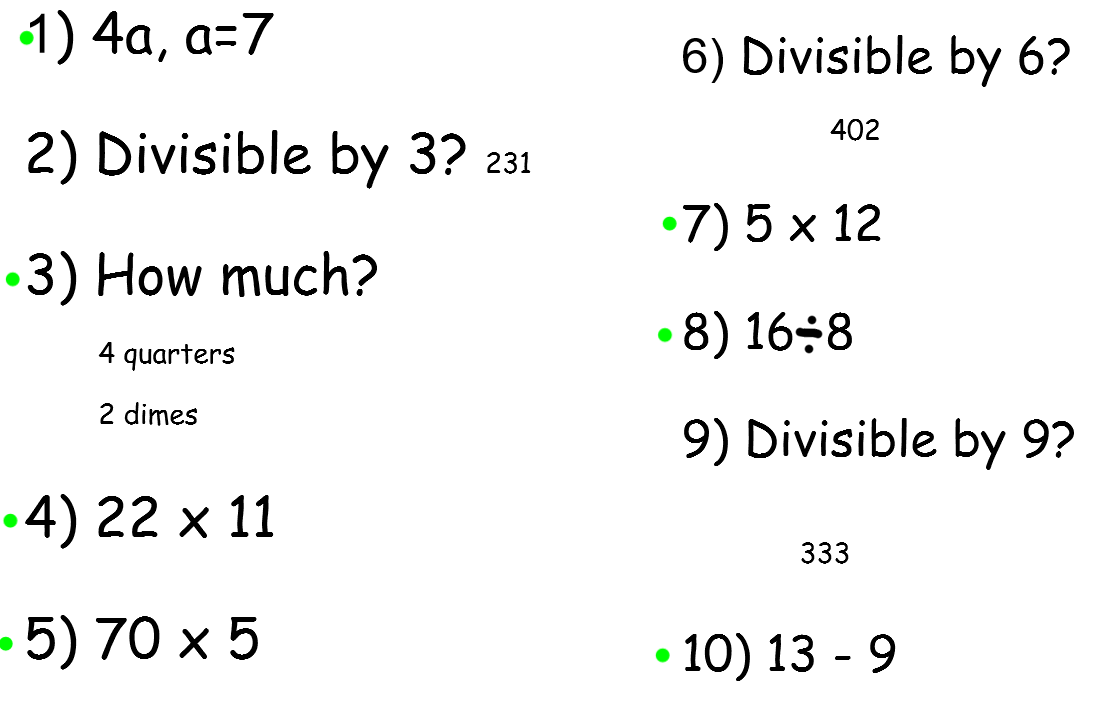 1) 4a, a=7
2) Divisible by 3? 231
3) How much?
4 quarters
2 dimes
4) 22 x 11
5) 70 x 5
6) Divisible by 6?
402
7) 5 x 12
8) 16÷8
9) Divisible by 9?
333
10) 13 - 9